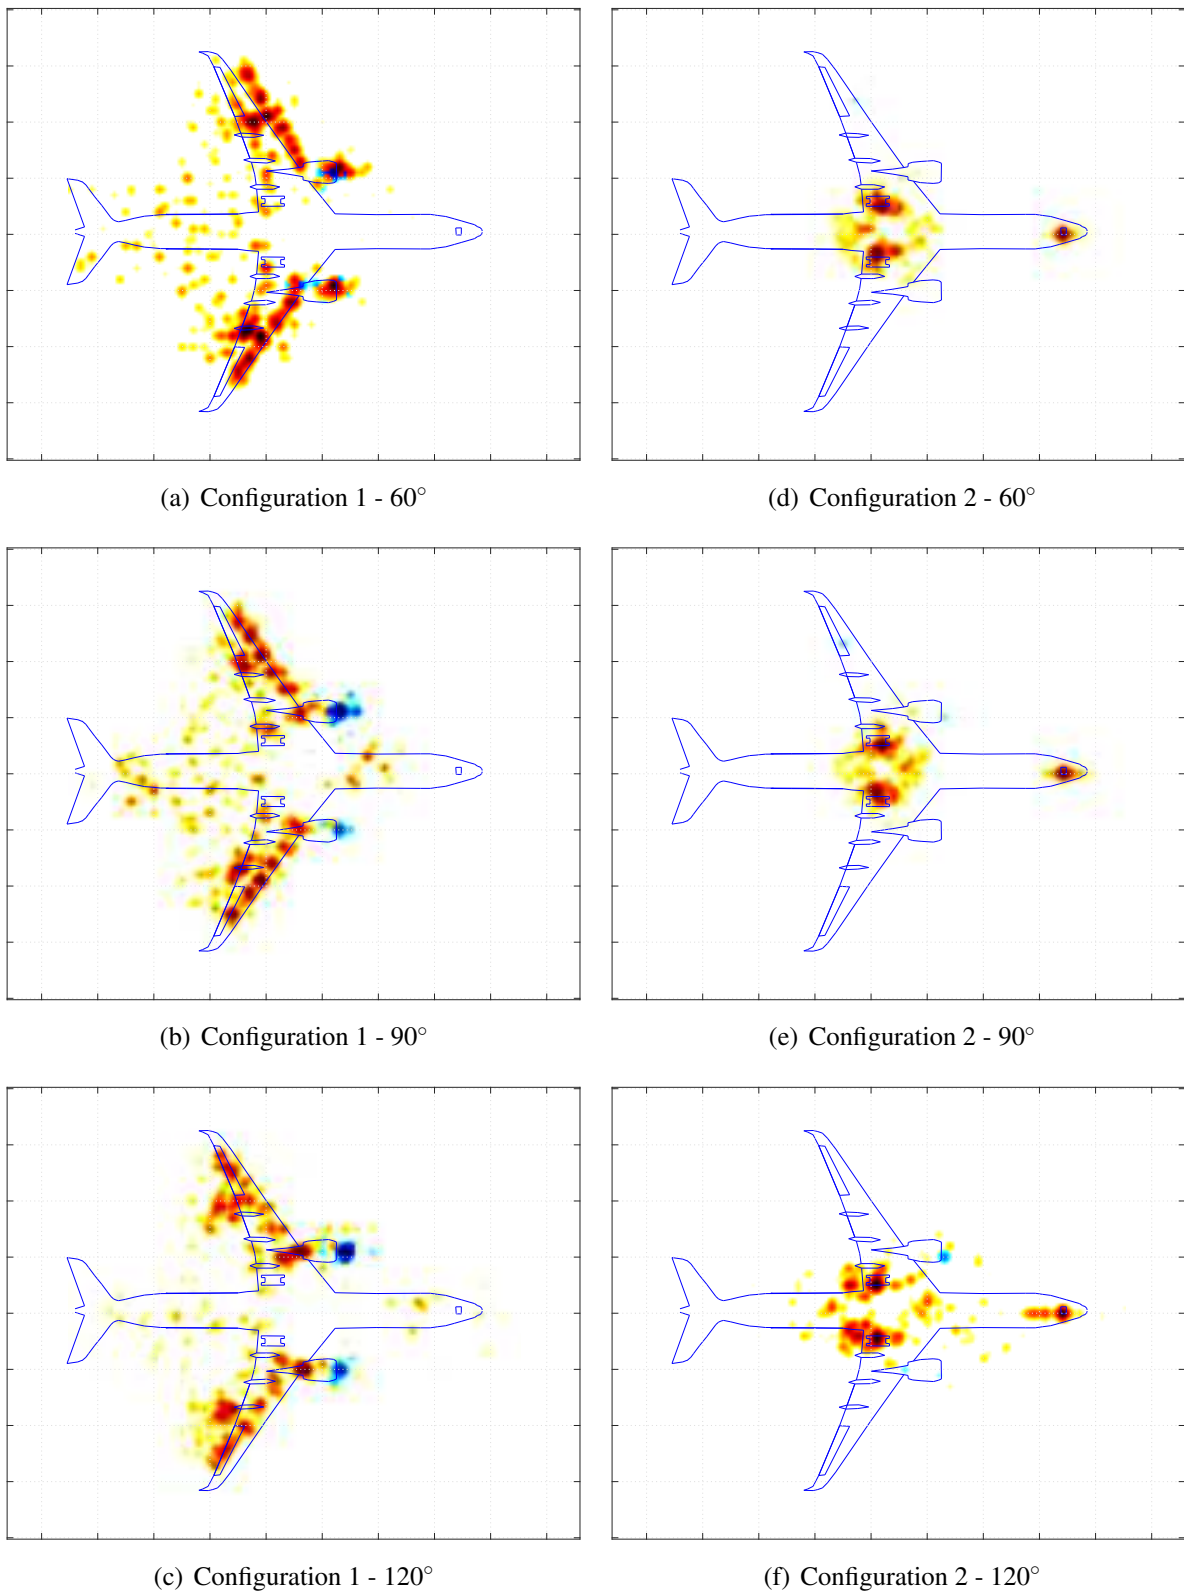 (a) Configuration 1 - 60°
(d) Configuration 2 - 60°
(b) Configuration 1 - 90°
(e) Configuration 2 - 90°
(c) Configuration 1 - 120°
(f) Configuration 2 - 120°